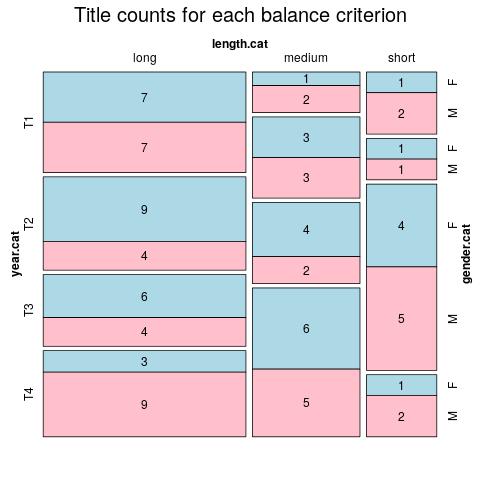 Title counts for each balance criterion
length.cat
long medium short
year.cat
gender.cat
T1 7 1 1 F
7 2 2 M
T2 9 3 1 F
4 3 1 M
T3 6 4 4 F
4 2 5 M
T4 3 6 1 F
9 5 2 M